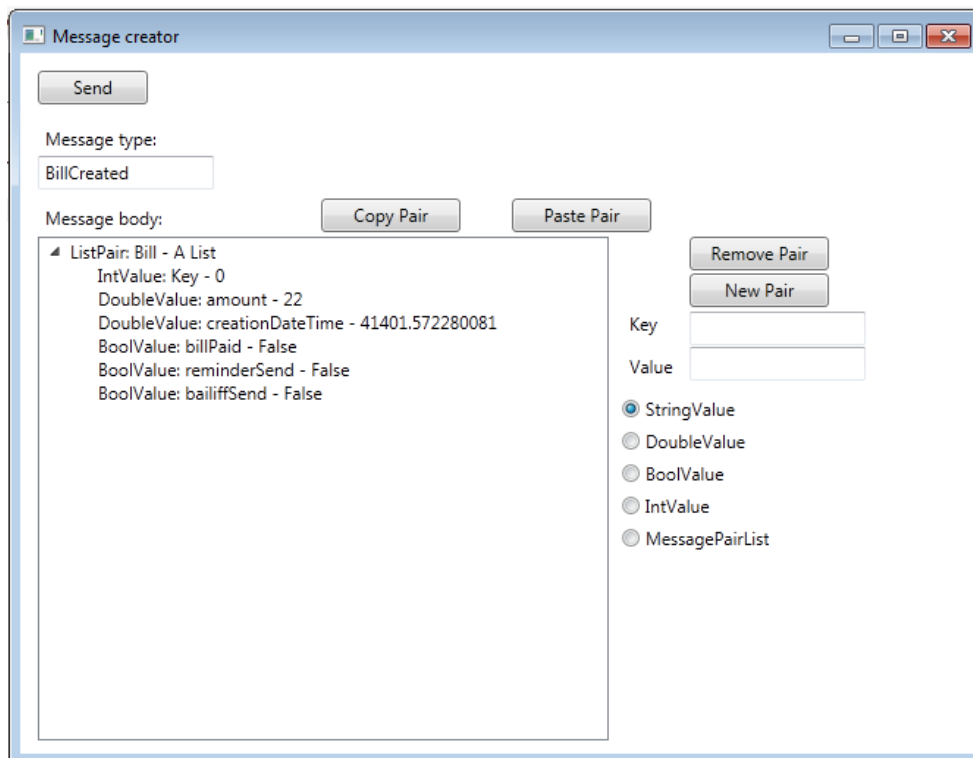 Message creator
Send
Message type:
BillCreated
Message body:
Copy Pair
Paste Pair
ListPair: Bill - A List
IntValue: Key - 0
DoubleValue: amount - 22
DoubleValue: creationDateTime - 41401.572280081
BoolValue: billPaid - False
BoolValue: reminderSend - False
BoolValue: bailiffSend - False
Remove Pair
New Pair
Key
Value
StringValue
DoubleValue
BoolValue
IntValue
MessagePairList